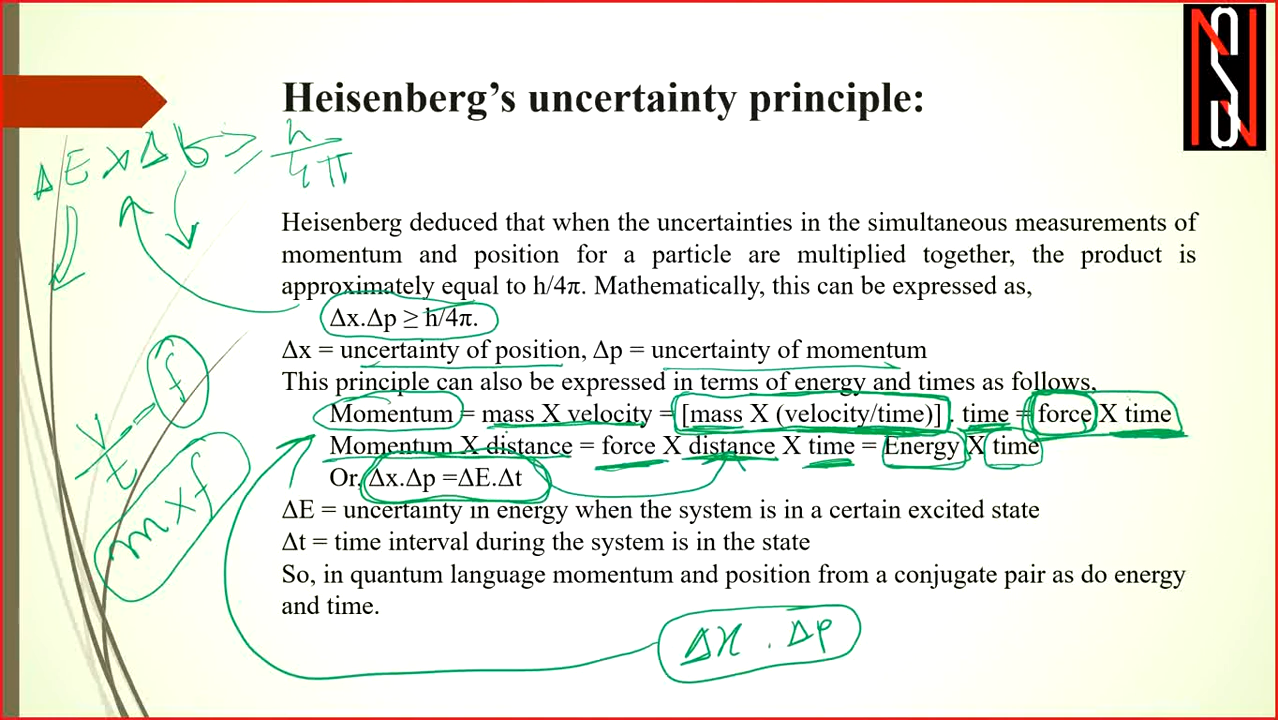 Heisenberg's uncertainty principle:
ΔE x Δt ≥ h/4π
Heisenberg deduced that when the uncertainties in the simultaneous measurements of
momentum and position for a particle are multiplied together, the product is
approximately equal to h/4π. Mathematically, this can be expressed as,
Δx.Δp ≥ h/4π.
Δx = uncertainty of position, Δp = uncertainty of momentum
This principle can also be expressed in terms of energy and times as follows,
Momentum = mass X velocity = [mass X (velocity/time)] . time = force X time
Momentum X distance = force X distance X time = Energy X time
Or, Δx.Δp =ΔE.Δt
ΔE = uncertainty in energy when the system is in a certain excited state
Δt = time interval during the system is in the state
So, in quantum language momentum and position from a conjugate pair as do energy
and time.
v/t - f
m x f
Δx . Δp